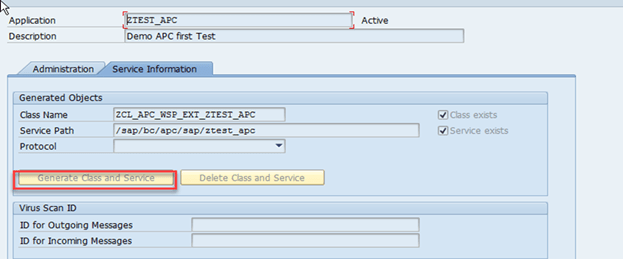 Application ZTEST_APC Active
Description Demo APC first Test
Administration Service Information
Generated Objects
Class Name ZCL_APC_WSP_EXT_ZTEST_APC Class exists
Service Path /sap/bc/apc/sap/ztest_apc Service exists
Protocol
Generate Class and Service Delete Class and Service
Virus Scan ID
ID for Outgoing Messages
ID for Incoming Messages